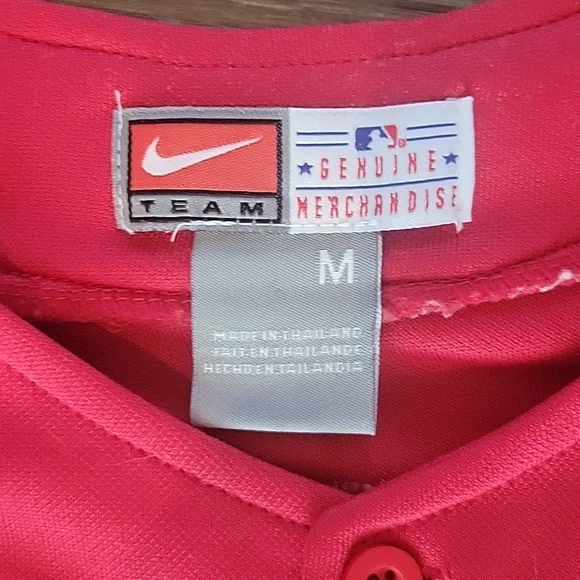 TEAM
GENUINE
MERCHANDISE
M
MADE IN THAILAND
FAIT EN THAILANDE
HECHO EN TAILANDIA